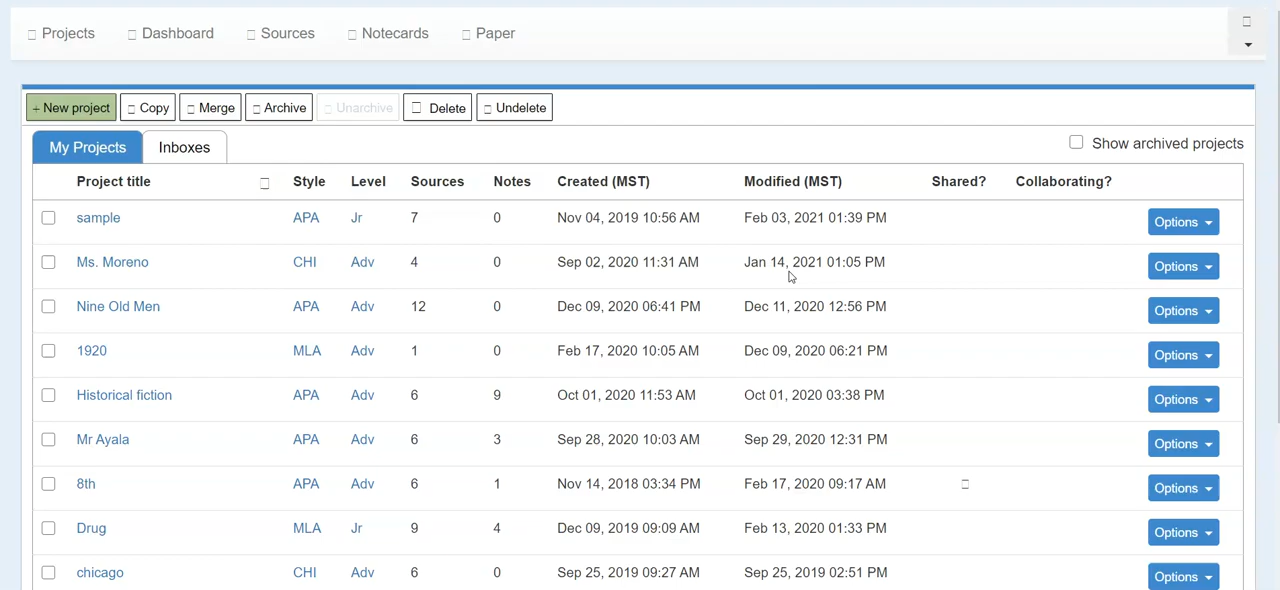 Projects Dashboard Sources Notecards Paper
+ New project Copy Merge Archive Unarchive Delete Undelete
My Projects Inboxes Show archived projects
Project title Style Level Sources Notes Created (MST) Modified (MST) Shared? Collaborating?
sample APA Jr 7 0 Nov 04, 2019 10:56 AM Feb 03, 2021 01:39 PM Options
Ms. Moreno CHI Adv 4 0 Sep 02, 2020 11:31 AM Jan 14, 2021 01:05 PM Options
Nine Old Men APA Adv 12 0 Dec 09, 2020 06:41 PM Dec 11, 2020 12:56 PM Options
1920 MLA Adv 1 0 Feb 17, 2020 10:05 AM Dec 09, 2020 06:21 PM Options
Historical fiction APA Adv 6 9 Oct 01, 2020 11:53 AM Oct 01, 2020 03:38 PM Options
Mr Ayala APA Adv 6 3 Sep 28, 2020 10:03 AM Sep 29, 2020 12:31 PM Options
8th APA Adv 6 1 Nov 14, 2018 03:34 PM Feb 17, 2020 09:17 AM Options
Drug MLA Jr 9 4 Dec 09, 2019 09:09 AM Feb 13, 2020 01:33 PM Options
chicago CHI Adv 6 0 Sep 25, 2019 09:27 AM Sep 25, 2019 02:51 PM Options